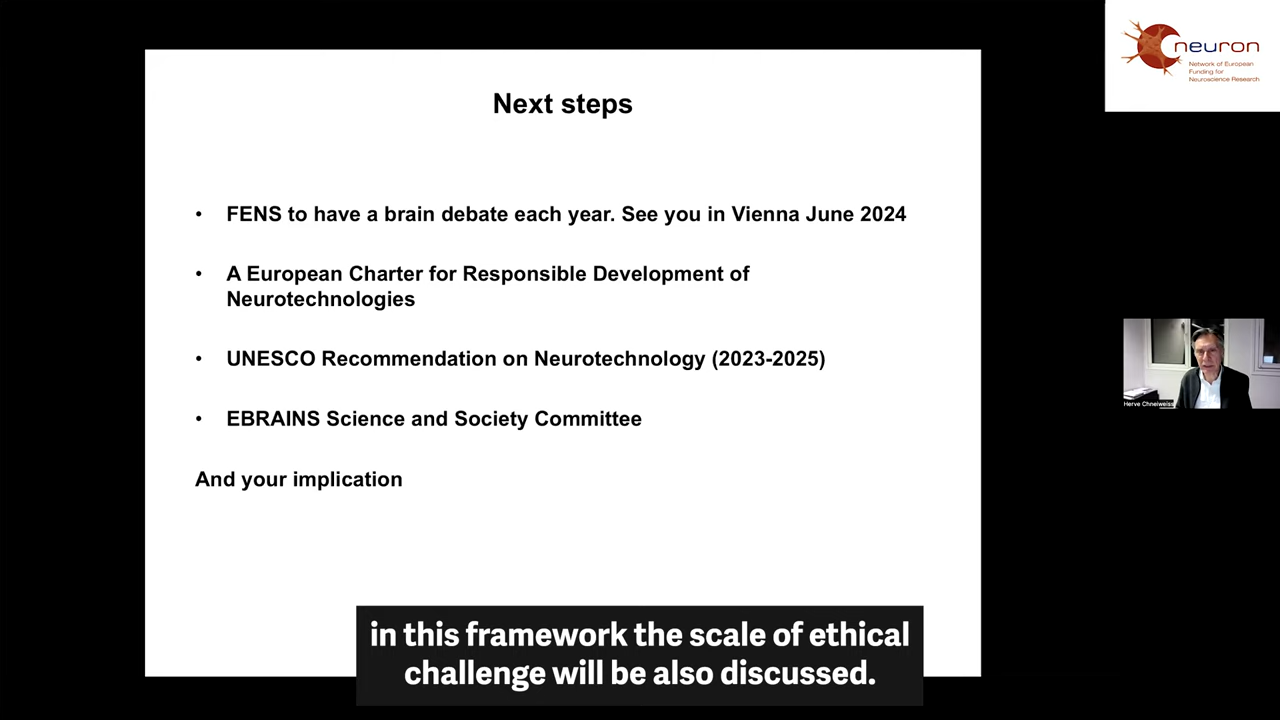 neuron
Network of European
Funding for
Neuroscience Research
Next steps
• FENS to have a brain debate each year. See you in Vienna June 2024
• A European Charter for Responsible Development of
Neurotechnologies
• UNESCO Recommendation on Neurotechnology (2023-2025)
• EBRAINS Science and Society Committee
And your implication
Herve Chneiweiss
in this framework the scale of ethical
challenge will be also discussed.